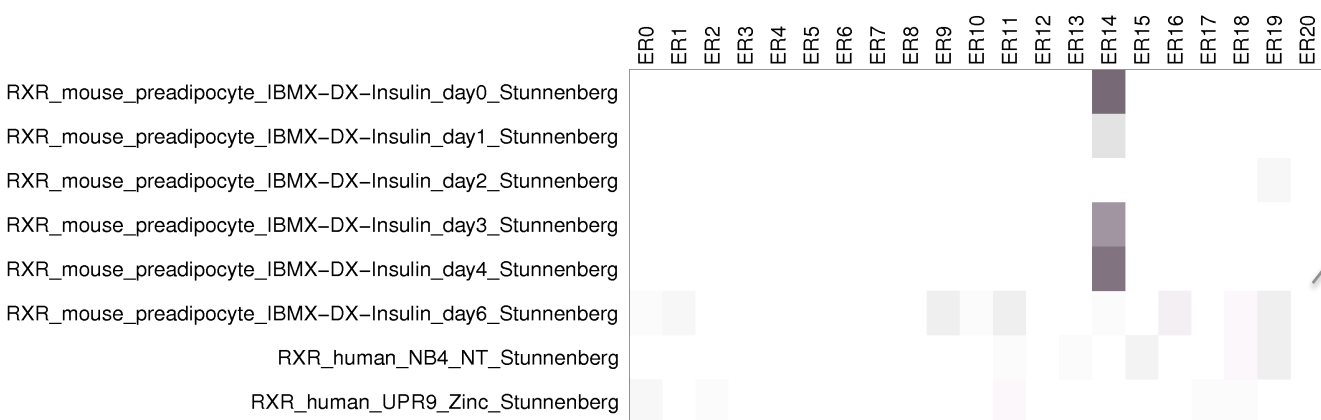 ER0 ER1 ER2 ER3 ER4 ER5 ER6 ER7 ER8 ER9 ER10 ER11 ER12 ER13 ER14 ER15 ER16 ER17 ER18 ER19 ER20
RXR_mouse_preadipocyte_IBMX−DX−Insulin_day0_Stunnenberg
RXR_mouse_preadipocyte_IBMX−DX−Insulin_day1_Stunnenberg
RXR_mouse_preadipocyte_IBMX−DX−Insulin_day2_Stunnenberg
RXR_mouse_preadipocyte_IBMX−DX−Insulin_day3_Stunnenberg
RXR_mouse_preadipocyte_IBMX−DX−Insulin_day4_Stunnenberg
RXR_mouse_preadipocyte_IBMX−DX−Insulin_day6_Stunnenberg
RXR_human_NB4_NT_Stunnenberg
RXR_human_UPR9_Zinc_Stunnenberg